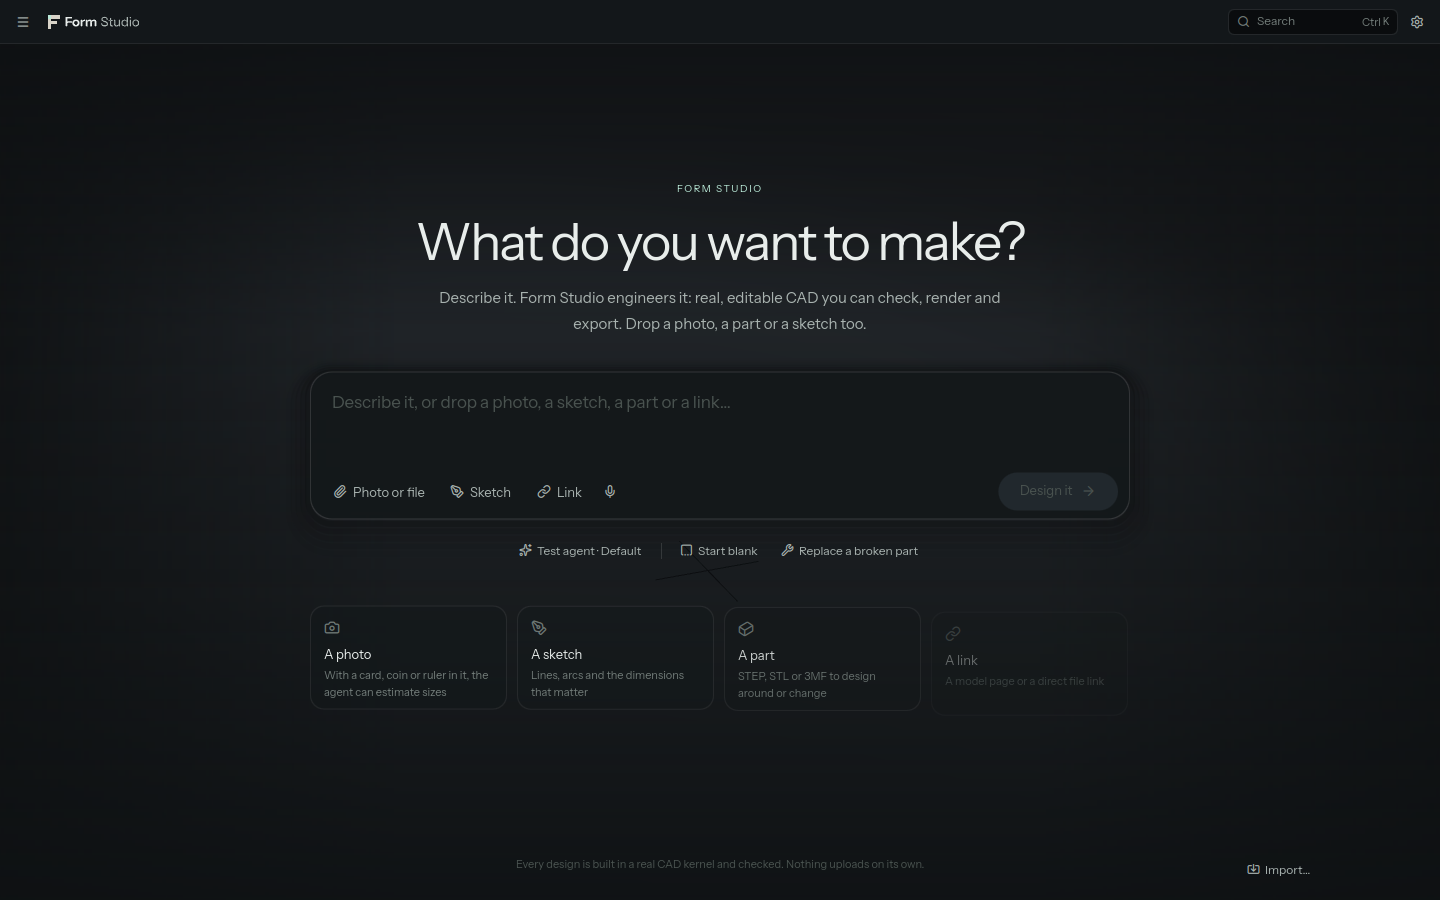 Form Studio
Search
Ctrl K
FORM STUDIO
What do you want to make?
Describe it. Form Studio engineers it: real, editable CAD you can check, render and
export. Drop a photo, a part or a sketch too.
Describe it, or drop a photo, a sketch, a part or a link...
Photo or file
Sketch
Link
Design it
Test agent · Default
Start blank
Replace a broken part
A photo
With a card, coin or ruler in it, the
agent can estimate sizes
A sketch
Lines, arcs and the dimensions
that matter
A part
STEP, STL or 3MF to design
around or change
A link
A model page or a direct file link
Every design is built in a real CAD kernel and checked. Nothing uploads on its own.
Import...